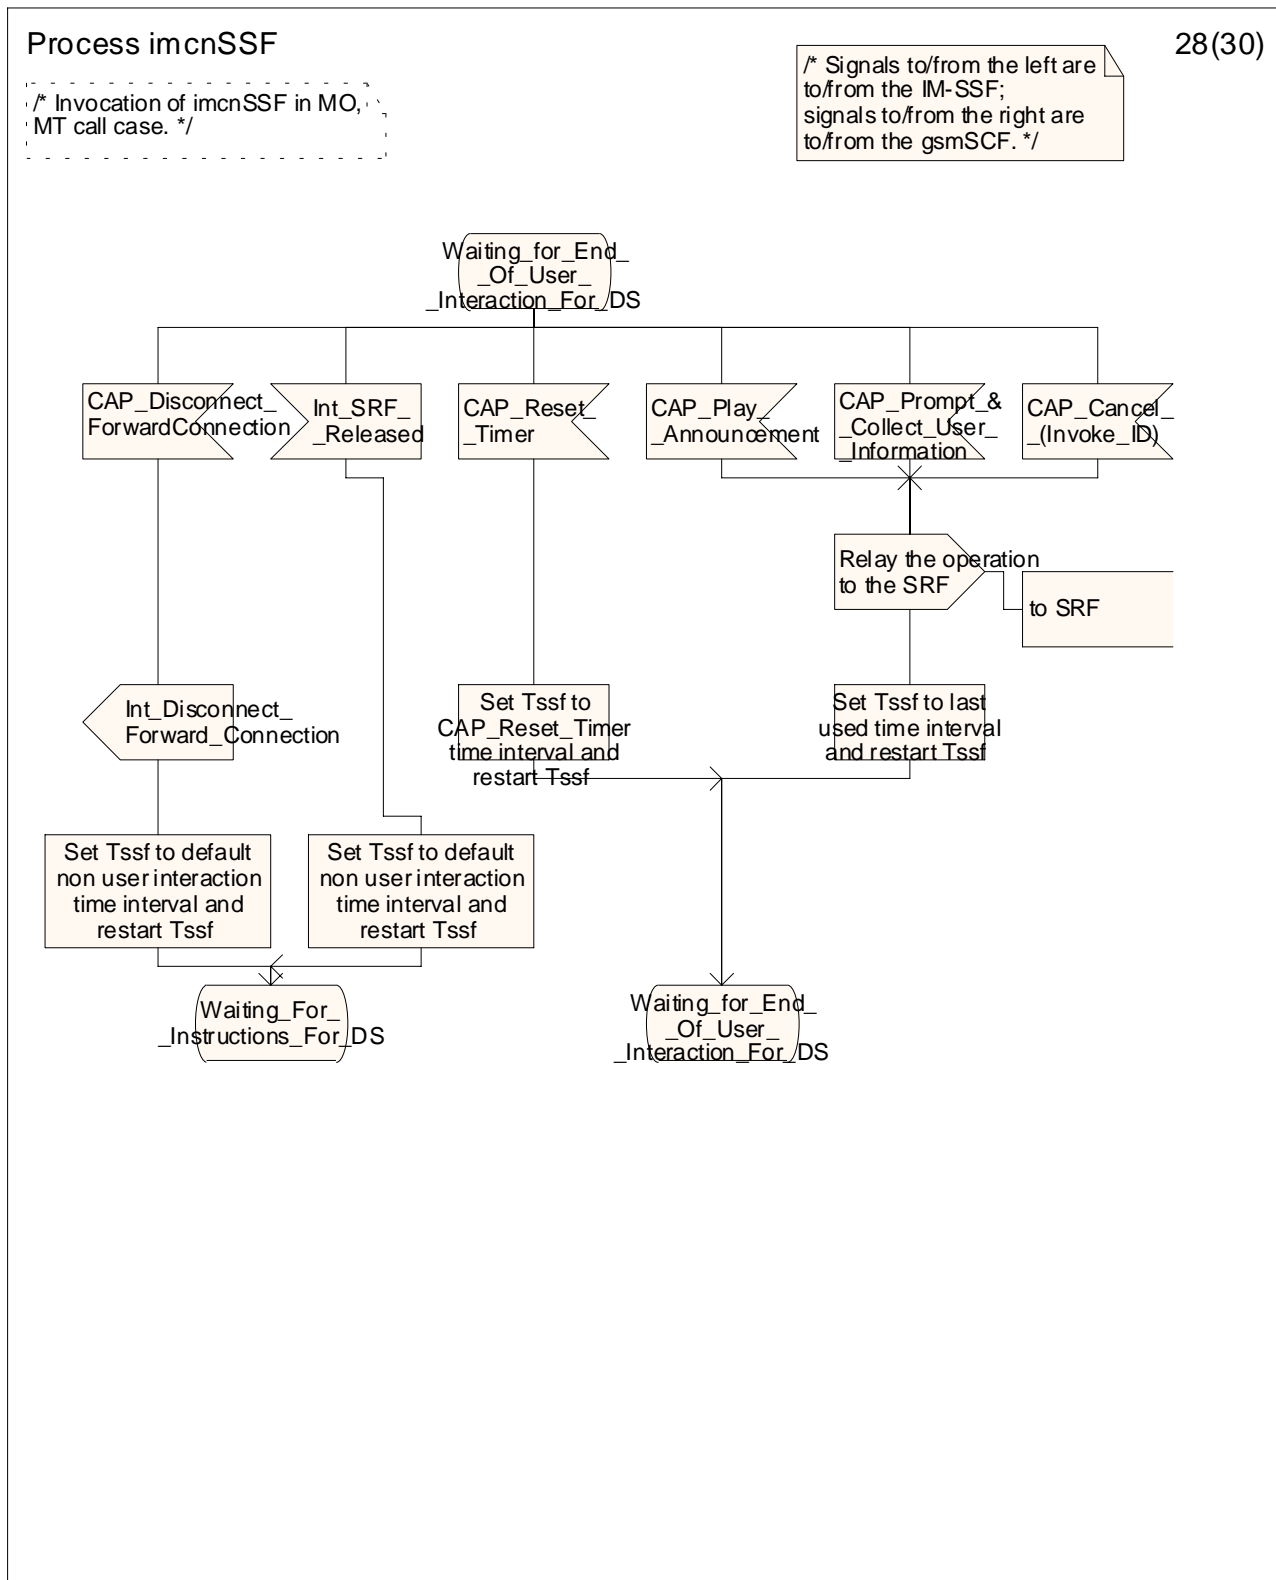 Process imcnSSF
28(30)
/* Invocation of imcnSSF in MO,
MT call case. */
/* Signals to/from the left are
to/from the IM-SSF;
signals to/from the right are
to/from the gsmSCF. */
Waiting_for_End_
_Of_User_
_Interaction_For_DS
CAP_Disconnect_
ForwardConnection
Int_SRF_
_Released
CAP_Reset_
_Timer
CAP_Play_
_Announcement
CAP_Prompt_&
_Collect_User_
_Information
CAP_Cancel_
_(Invoke_ID)
Relay the operation
to the SRF
to SRF
Int_Disconnect_
Forward_Connection
Set Tssf to
CAP_Reset_Timer
time interval and
restart Tssf
Set Tssf to last
used time interval
and restart Tssf
Set Tssf to default
non user interaction
time interval and
restart Tssf
Set Tssf to default
non user interaction
time interval and
restart Tssf
Waiting_For_
_Instructions_For_DS
Waiting_for_End_
_Of_User_
_Interaction_For_DS